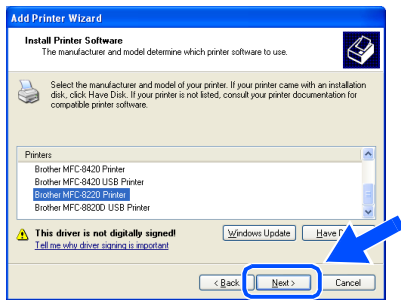 Add Printer Wizard
Install Printer Software
The manufacturer and model determine which printer software to use.
Select the manufacturer and model of your printer. If your printer came with an installation
disk, click Have Disk. If your printer is not listed, consult your printer documentation for
compatible printer software.
Printers
Brother MFC-8420 Printer
Brother MFC-8420 USB Printer
Brother MFC-8220 Printer
Brother MFC-8820D USB Printer
This driver is not digitally signed!
Tell me why driver signing is important
Windows Update
Have D
< Back
Next >
Cancel